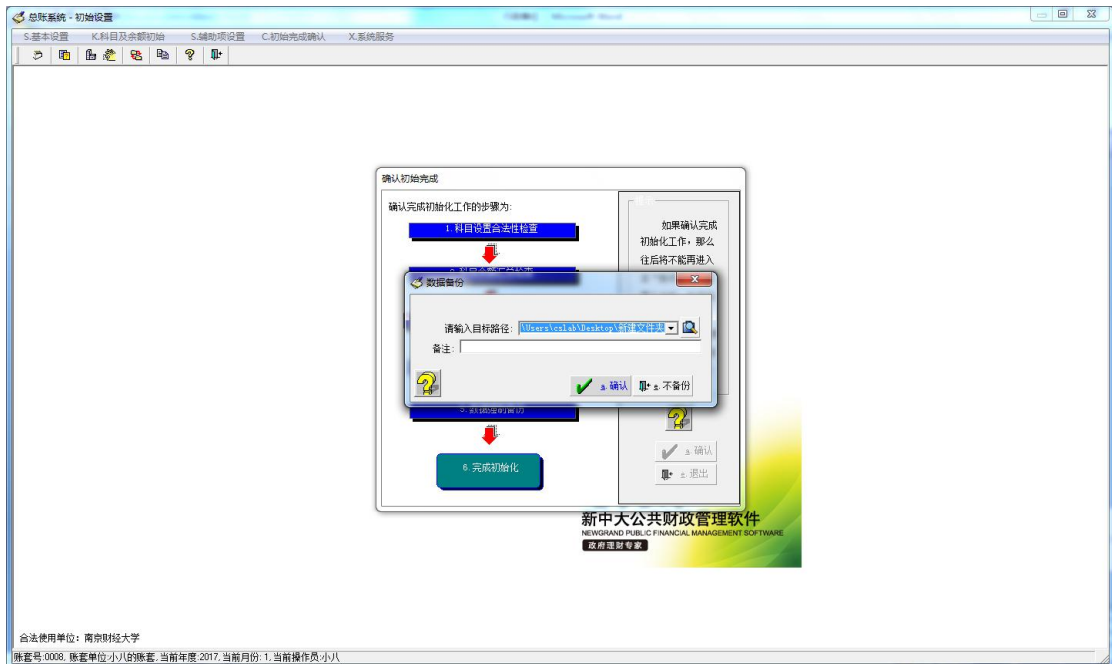 总账系统 - 初始设置
S.基本设置 K.科目及余额初始 S.辅助项设置 C.初始完成确认 X.系统服务
确认初始完成
确认完成初始化工作的步骤为:
1.科目设置合法性检查
如果确认完成
初始化工作，那么
往后将不能再进入
数据备份
请输入目标路径: \Users\cslab\Desktop\新建文件夹
备注:
a.确认 e.不备份
5.数据强制备份
6.完成初始化
a.确认
e.退出
新中大公共财政管理软件
NEWGRAND PUBLIC FINANCIAL MANAGEMENT SOFTWARE
政府理财专家
合法使用单位: 南京财经大学
账套号:0008, 账套单位:小八的账套,当前年度:2017,当前月份: 1,当前操作员:小八